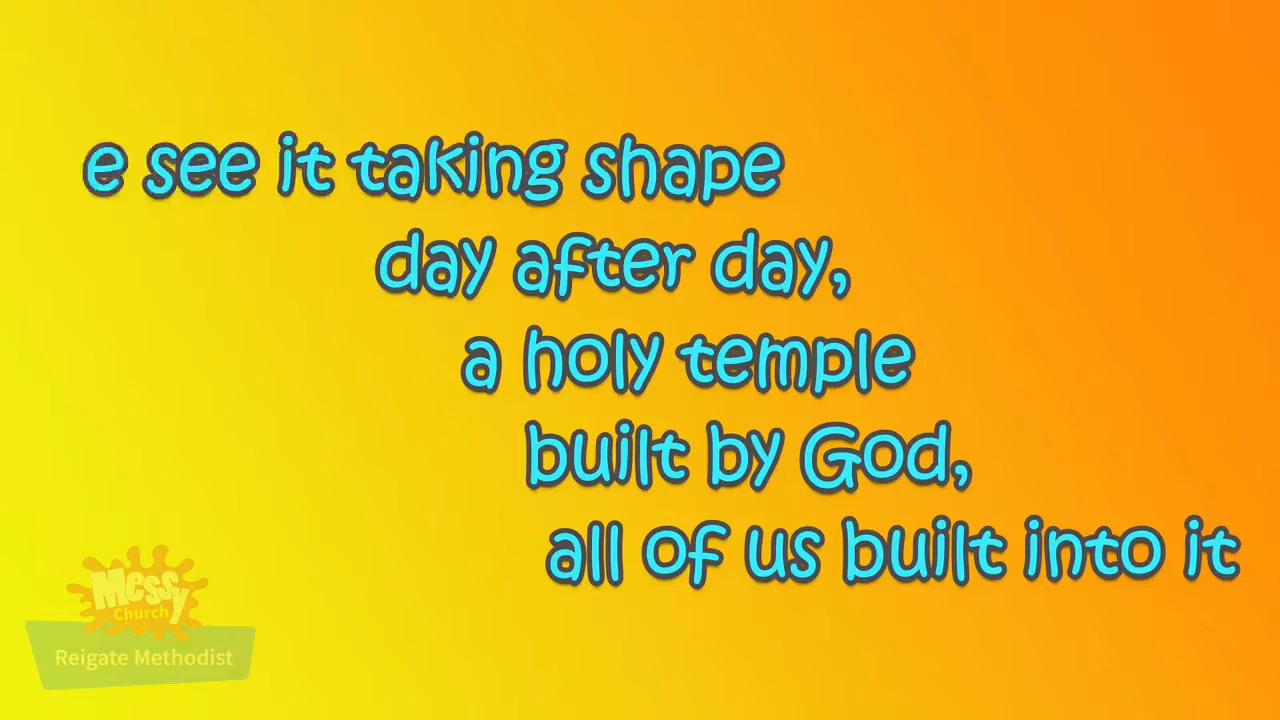 e see it taking shape
day after day,
a holy temple
built by God,
all of us built into it
Messy
Church
Reigate Methodist